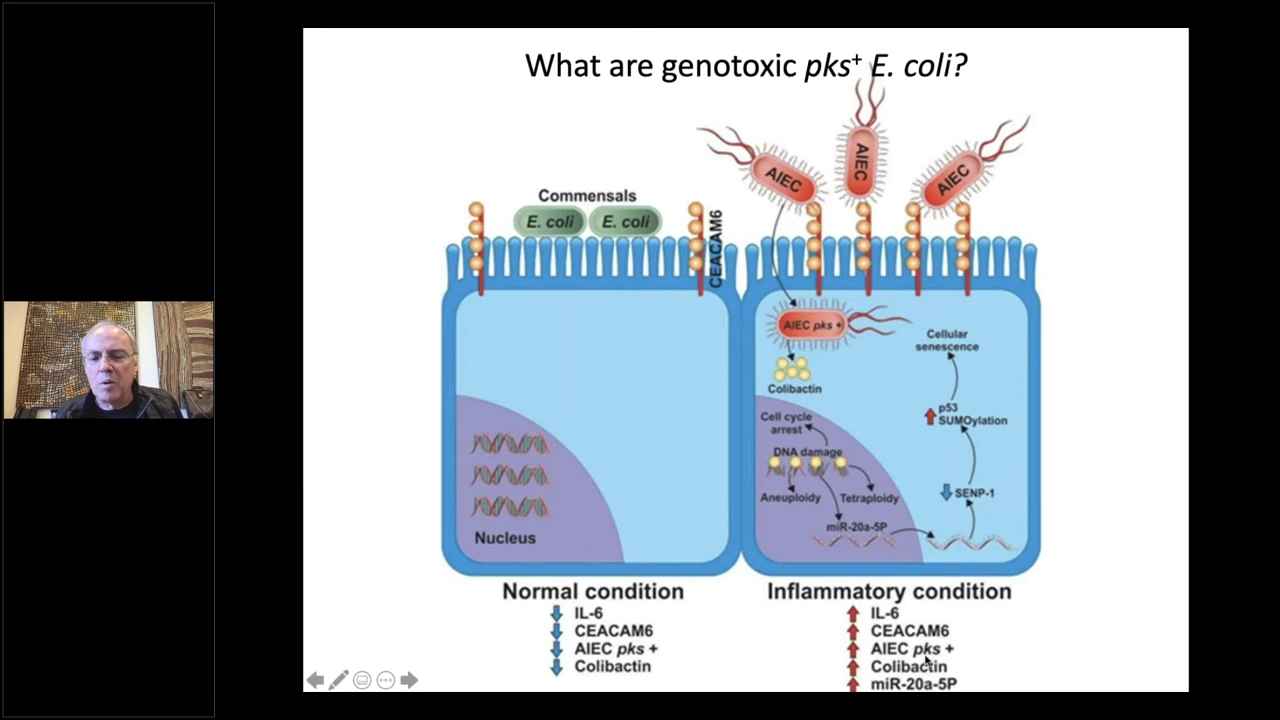 What are genotoxic pks+ E. coli?
AIEC
AIEC
AIEC
Commensals
E. coli
E. coli
CEACAM6
AIEC pks +
Cellular
senescence
Colibactin
p53
SUMOylation
Cell cycle
arrest
DNA damage
SENP-1
Aneuploidy
Tetraploidy
miR-20a-5P
Nucleus
Normal condition
IL-6
CEACAM6
AIEC pks +
Colibactin
Inflammatory condition
IL-6
CEACAM6
AIEC pks +
Colibactin
miR-20a-5P